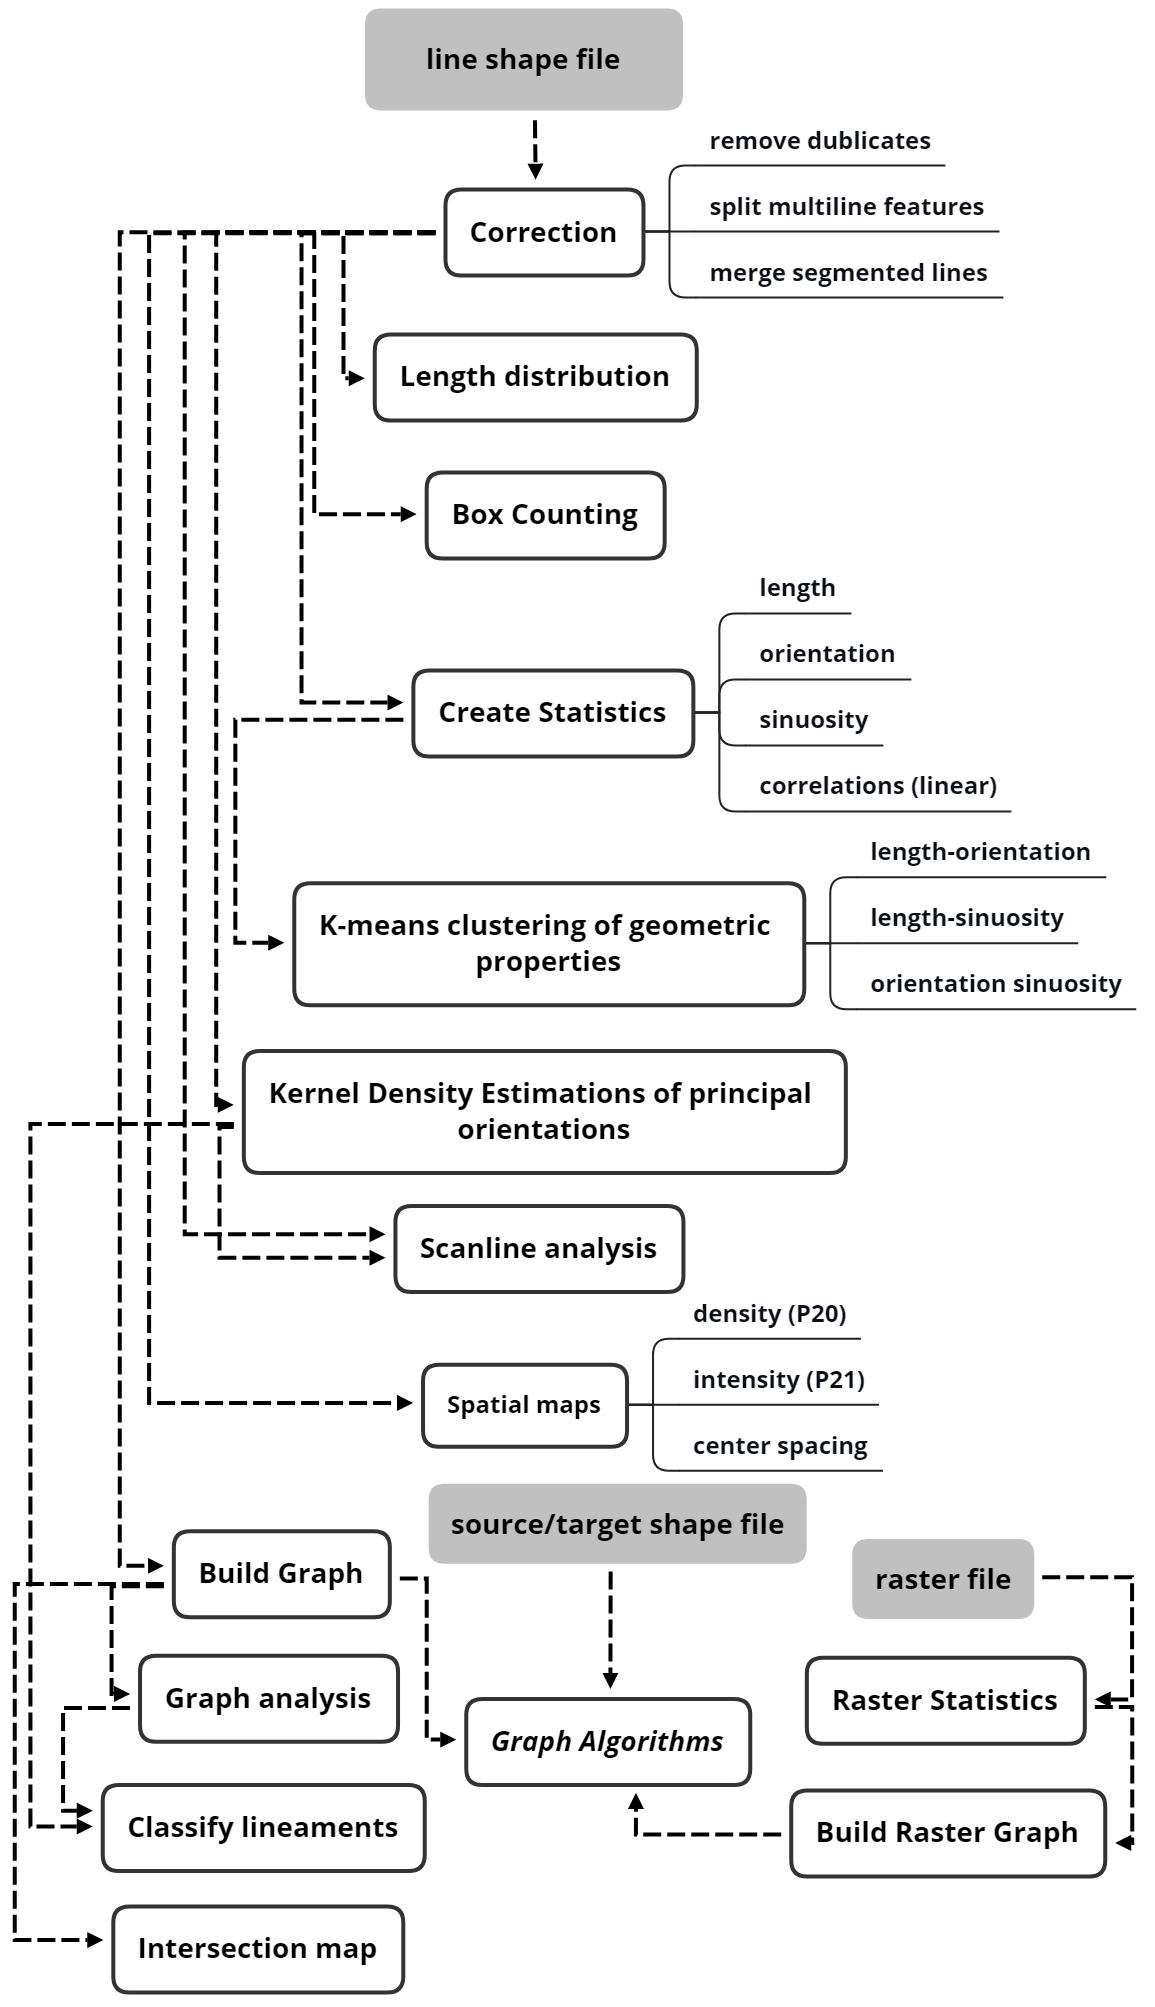 line shape file
remove dublicates
Correction
split multiline features
merge segmented lines
Length distribution
Box Counting
length
orientation
Create Statistics
sinuosity
correlations (linear)
length-orientation
K-means clustering of geometric
properties
length-sinuosity
orientation sinuosity
Kernel Density Estimations of principal
orientations
Scanline analysis
density (P20)
Spatial maps
intensity (P21)
center spacing
source/target shape file
Build Graph
raster file
Graph analysis
Raster Statistics
Graph Algorithms
Classify lineaments
Build Raster Graph
Intersection map